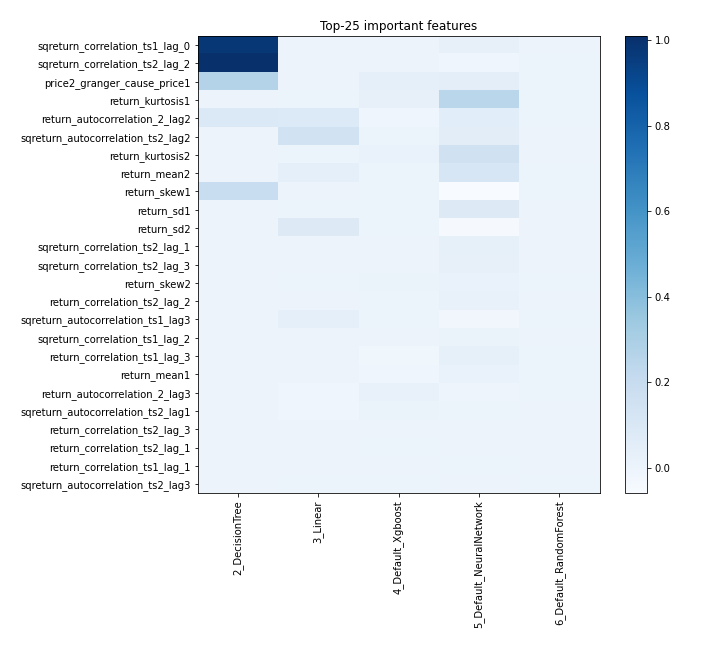 Top-25 important features
sqreturn_correlation_ts1_lag_0
sqreturn_correlation_ts2_lag_2
price2_granger_cause_price1
return_kurtosis1
return_autocorrelation_2_lag2
sqreturn_autocorrelation_ts2_lag2
return_kurtosis2
return_mean2
return_skew1
return_sd1
return_sd2
sqreturn_correlation_ts2_lag_1
sqreturn_correlation_ts2_lag_3
return_skew2
return_correlation_ts2_lag_2
sqreturn_autocorrelation_ts1_lag3
sqreturn_correlation_ts1_lag_2
return_correlation_ts1_lag_3
return_mean1
return_autocorrelation_2_lag3
sqreturn_autocorrelation_ts2_lag1
return_correlation_ts2_lag_3
return_correlation_ts2_lag_1
return_correlation_ts1_lag_1
sqreturn_autocorrelation_ts2_lag3
2_DecisionTree
3_Linear
4_Default_Xgboost
5_Default_NeuralNetwork
6_Default_RandomForest
1.0
0.8
0.6
0.4
0.2
0.0